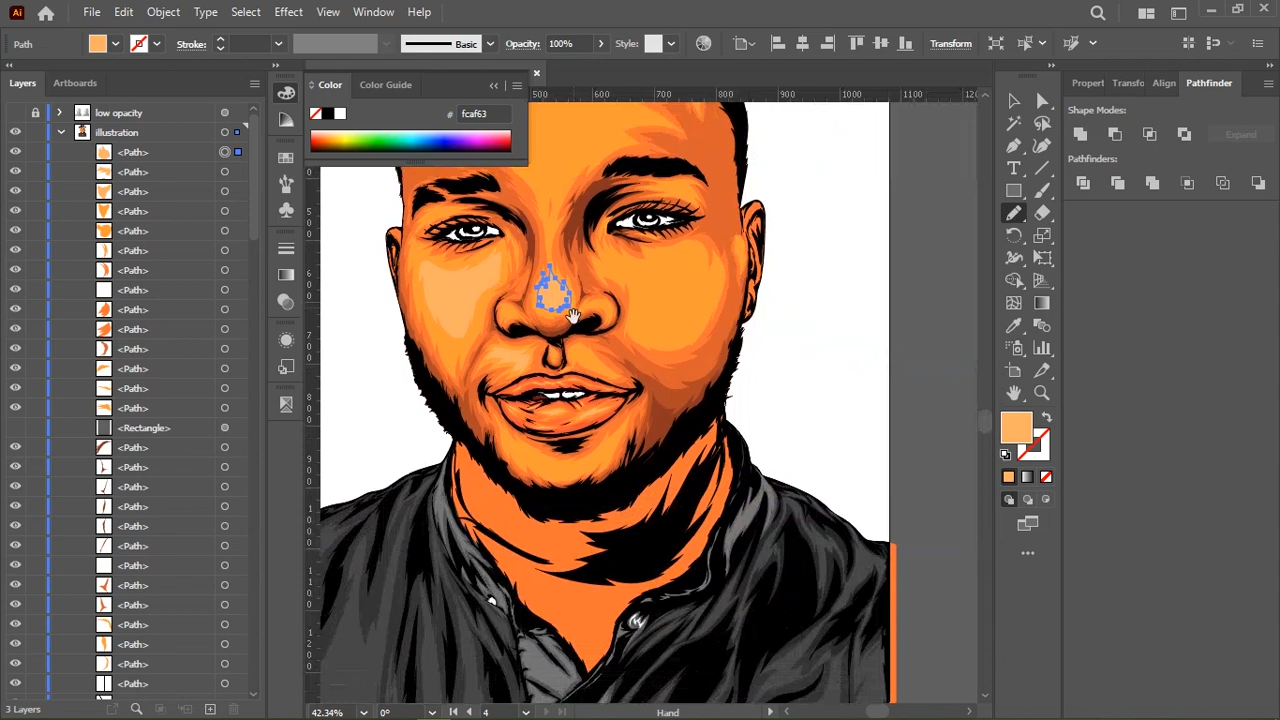 Ai File Edit Object Type Select Effect View Window Help
Path Stroke: Basic Opacity: 100% Style: Transform
Layers Artboards
Color Color Guide
# fcaf63
500 600 700 800 900 1000 1100
Propert Transfo Align Pathfinder
Shape Modes:
Expand
Pathfinders:
low opacity
illustration
<Path>
<Path>
<Path>
<Path>
<Path>
<Path>
<Path>
<Path>
<Path>
<Path>
<Path>
<Path>
<Path>
<Path>
<Rectangle>
<Path>
<Path>
<Path>
<Path>
<Path>
<Path>
<Path>
<Path>
<Path>
<Path>
<Path>
<Path>
<Path>
3 Layers
42.34% 0° 4 Hand